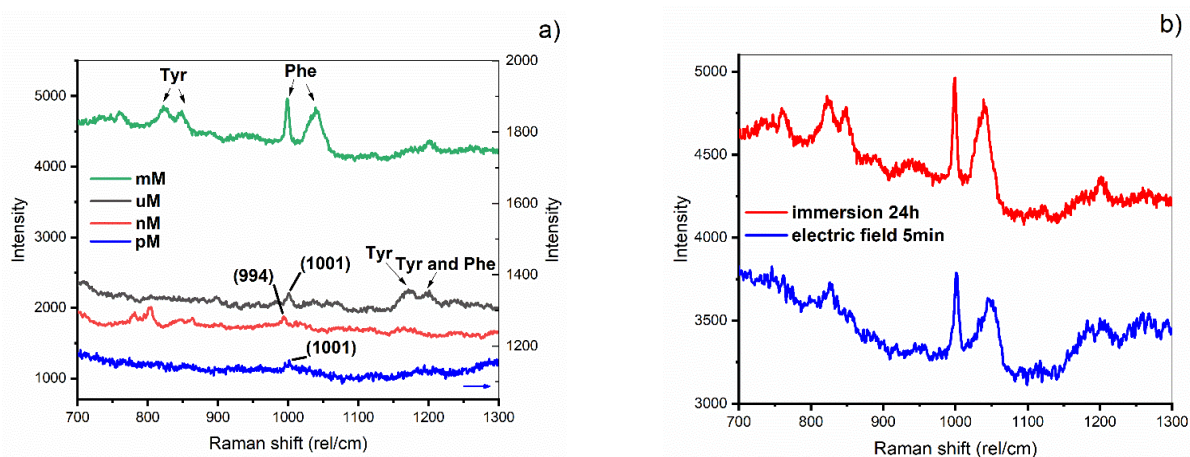 a)
Intensity
5000
4000
3000
2000
1000
2000
1800
1600
1400
1200
Intensity
Tyr
Phe
mM
uM
nM
pM
(994)
(1001)
Tyr
Tyr and Phe
(1001)
700 800 900 1000 1100 1200 1300
Raman shift (rel/cm)
b)
Intensity
5000
4500
4000
3500
3000
immersion 24h
electric field 5min
700 800 900 1000 1100 1200 1300
Raman shift (rel/cm)